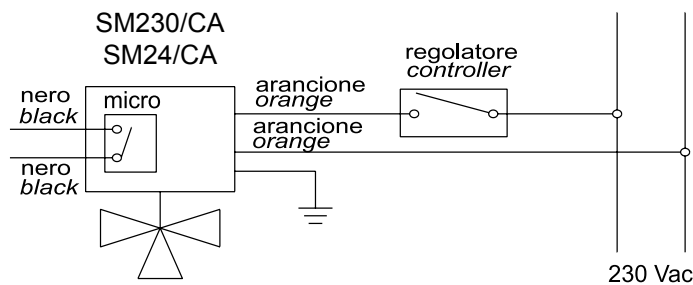 SM230/CA
SM24/CA
nero
black
micro
nero
black
arancione
orange
arancione
orange
regolatore
controller
230 Vac